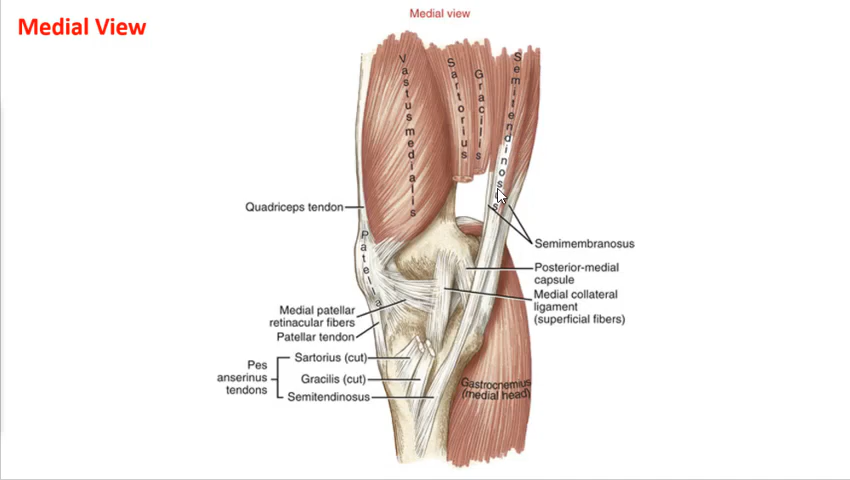 Medial View
Medial view
Vastus medialis
Sartorius
Gracilis
Semitendinosus
Quadriceps tendon
Patella
Semimembranosus
Posterior-medial
capsule
Medial collateral
ligament
(superficial fibers)
Medial patellar
retinacular fibers
Patellar tendon
Pes
anserinus
tendons
Sartorius (cut)
Gracilis (cut)
Semitendinosus
Gastrocnemius
(medial head)